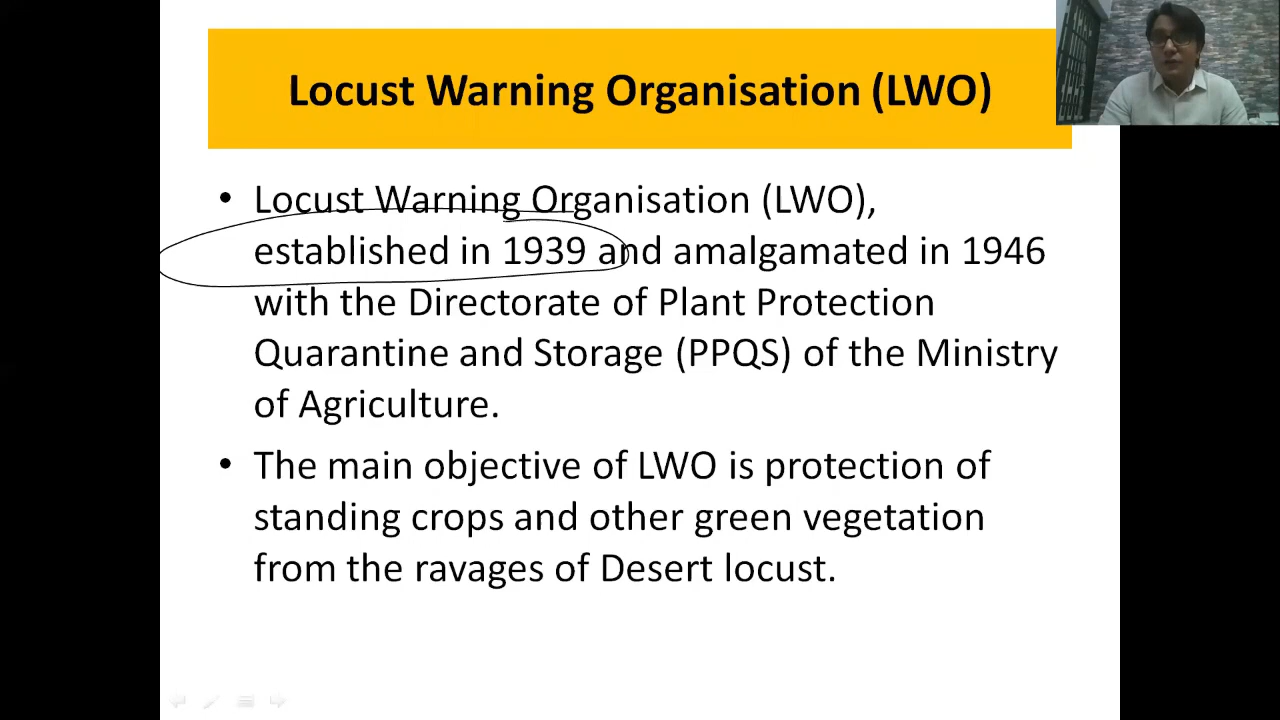 Locust Warning Organisation (LWO)
• Locust Warning Organisation (LWO),
established in 1939 and amalgamated in 1946
with the Directorate of Plant Protection
Quarantine and Storage (PPQS) of the Ministry
of Agriculture.
• The main objective of LWO is protection of
standing crops and other green vegetation
from the ravages of Desert locust.